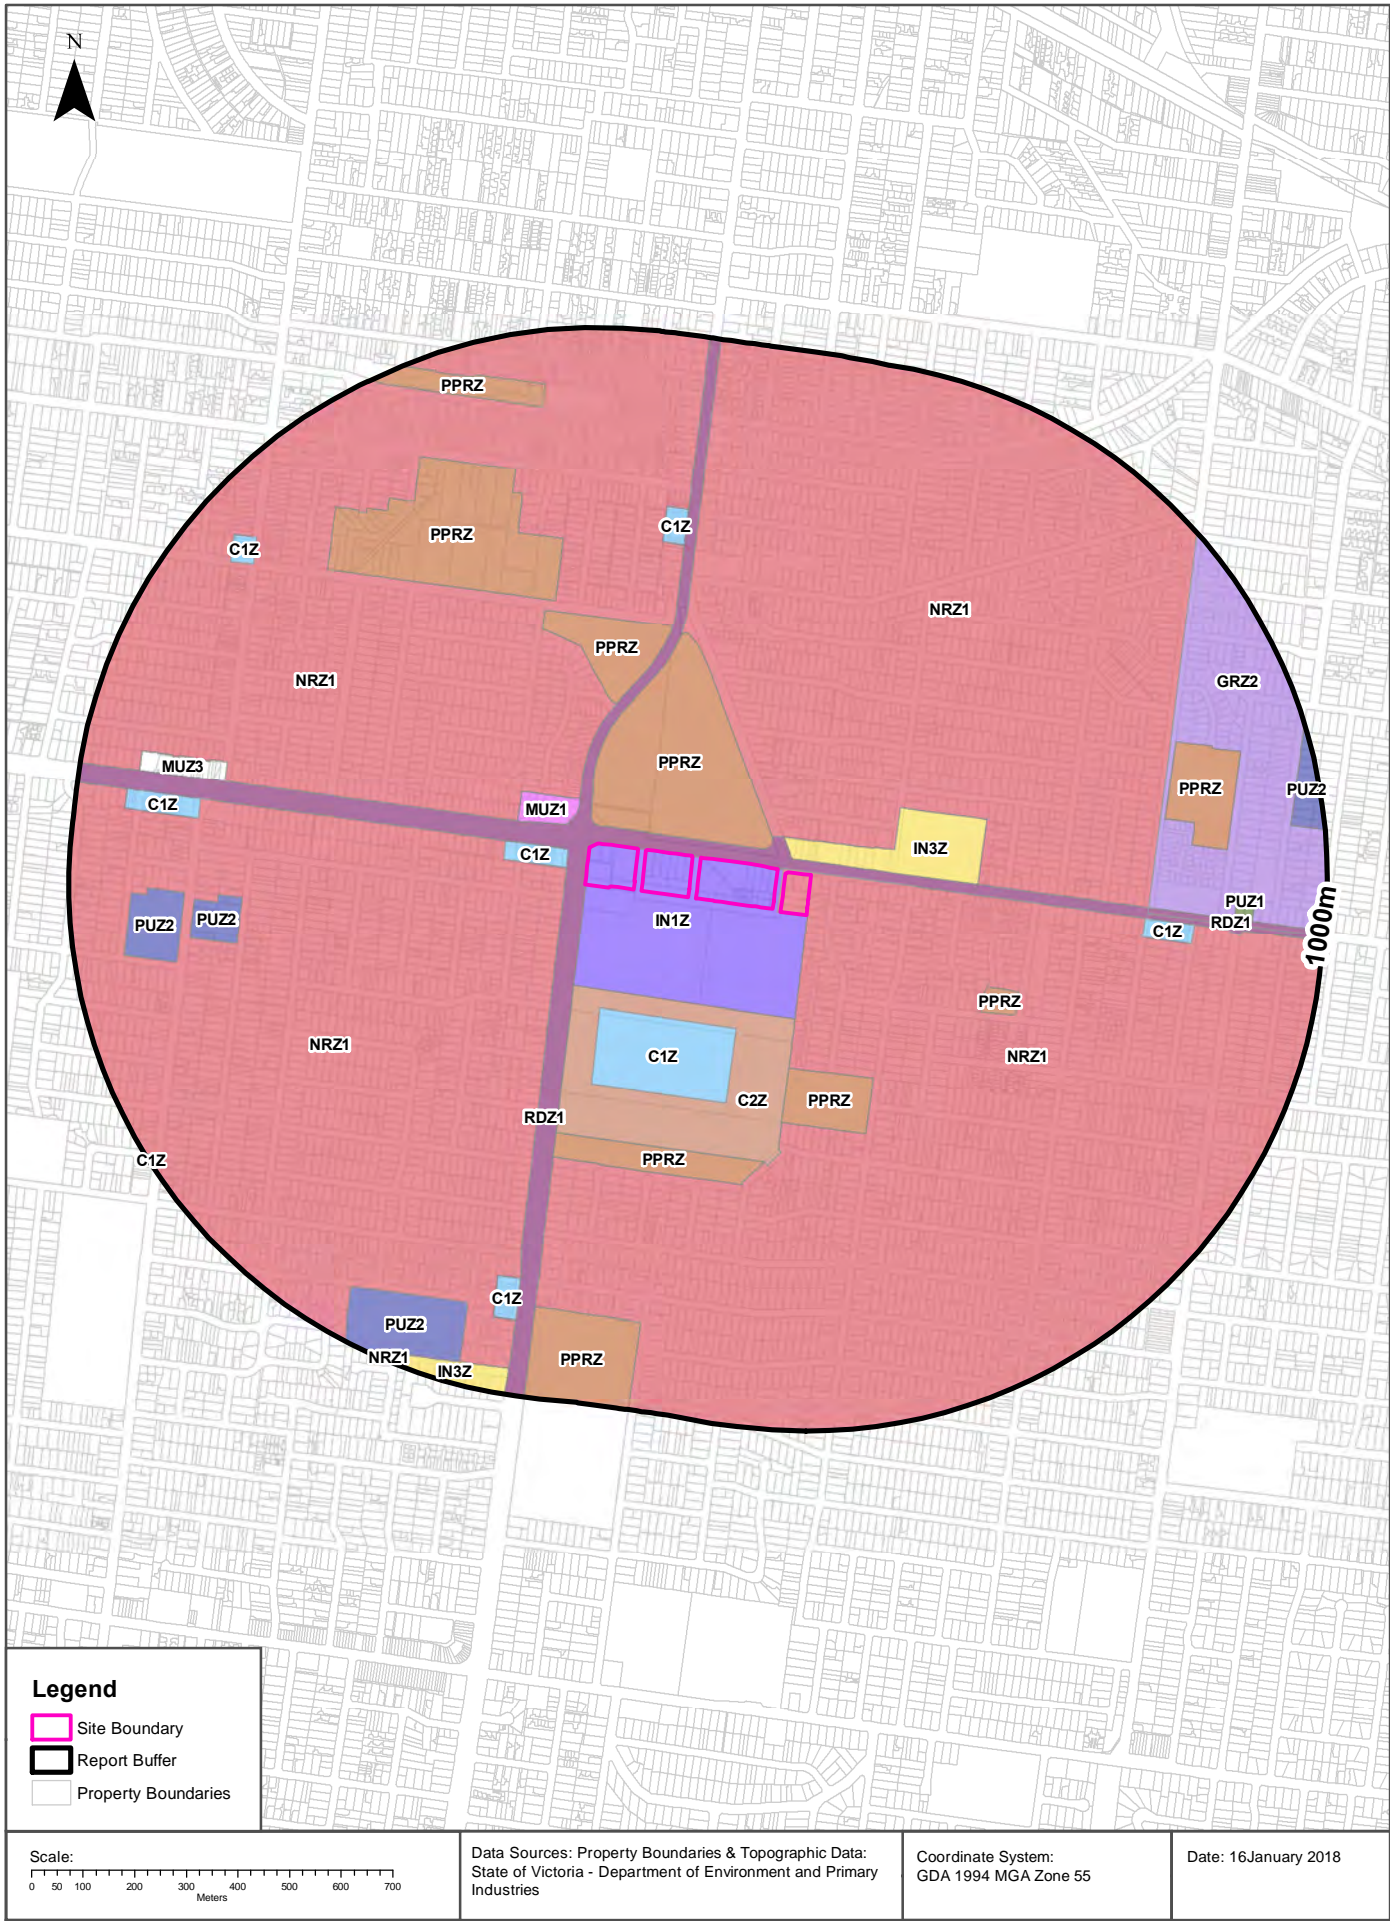 N
PPRZ
C1Z
PPRZ
C1Z
NRZ1
PPRZ
NRZ1
GRZ2
PPRZ
MUZ3
PPRZ
PUZ2
C1Z
MUZ1
IN3Z
C1Z
PUZ1
PUZ2
PUZ2
IN1Z
RDZ1
C1Z
1000m
PPRZ
NRZ1
C1Z
NRZ1
C2Z
PPRZ
RDZ1
C1Z
PPRZ
C1Z
PUZ2
NRZ1
PPRZ
IN3Z
Legend
Site Boundary
Report Buffer
Property Boundaries
Scale:
0 50 100 200 300 400 500 600 700
Meters
Data Sources: Property Boundaries & Topographic Data:
State of Victoria - Department of Environment and Primary
Industries
Coordinate System:
GDA 1994 MGA Zone 55
Date: 16January 2018